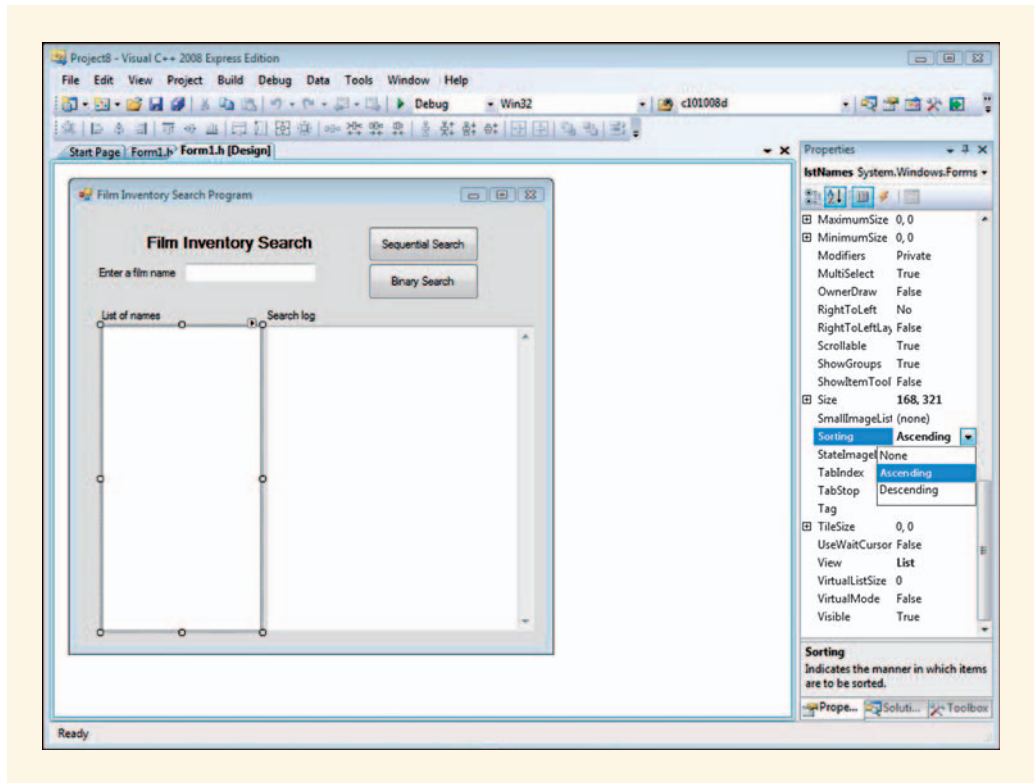 Project8 - Visual C++ 2008 Express Edition
File Edit View Project Build Debug Data Tools Window Help
Debug Win32 c101008d
Start Page Form1.h Form1.h [Design]
Film Inventory Search Program
Film Inventory Search
Sequential Search
Enter a film name
Binary Search
List of names Search log
Properties
lstNames System.Windows.Forms
MaximumSize 0, 0
MinimumSize 0, 0
Modifiers Private
MultiSelect True
OwnerDraw False
RightToLeft No
RightToLeftLay False
Scrollable True
ShowGroups True
ShowItemTool False
Size 168, 321
SmallImageList (none)
Sorting Ascending
StateImageL None
TabIndex Ascending
TabStop Descending
Tag
TileSize 0, 0
UseWaitCursor False
View List
VirtualListSize 0
VirtualMode False
Visible True
Sorting
Indicates the manner in which items
are to be sorted.
Prope... Soluti... Toolbox
Ready